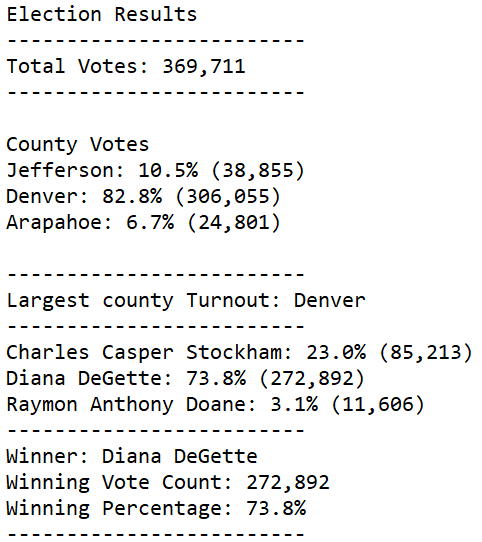 Election Results
-------------------------
Total Votes: 369,711
-------------------------
County Votes
Jefferson: 10.5% (38,855)
Denver: 82.8% (306,055)
Arapahoe: 6.7% (24,801)
-------------------------
Largest county Turnout: Denver
-------------------------
Charles Casper Stockham: 23.0% (85,213)
Diana DeGette: 73.8% (272,892)
Raymon Anthony Doane: 3.1% (11,606)
-------------------------
Winner: Diana DeGette
Winning Vote Count: 272,892
Winning Percentage: 73.8%
-------------------------